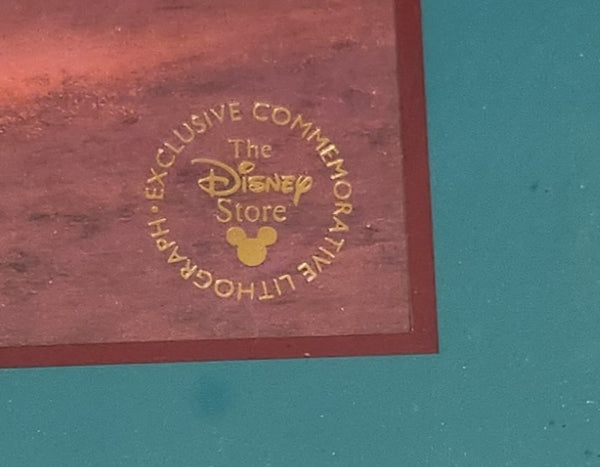 EXCLUSIVE COMMEMORATIVE LITHOGRAPH •
The
Disney
Store